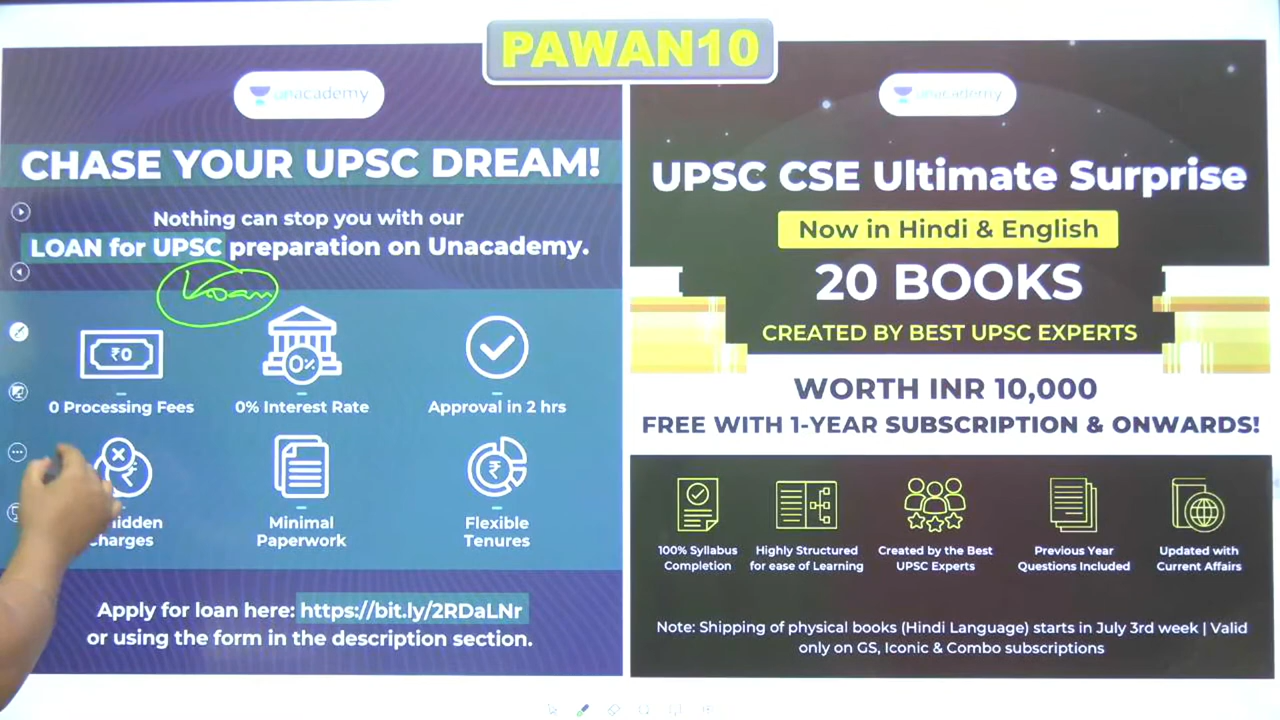 PAWAN10
unacademy
CHASE YOUR UPSC DREAM!
Nothing can stop you with our
LOAN for UPSC preparation on Unacademy.
₹0
0%
0 Processing Fees
0% Interest Rate
Approval in 2 hrs
₹
₹
hidden
charges
Minimal
Paperwork
Flexible
Tenures
Apply for loan here: https://bit.ly/2RDaLNr
or using the form in the description section.
unacademy
UPSC CSE Ultimate Surprise
Now in Hindi & English
20 BOOKS
CREATED BY BEST UPSC EXPERTS
WORTH INR 10,000
FREE WITH 1-YEAR SUBSCRIPTION & ONWARDS!
100% Syllabus
Completion
Highly Structured
for ease of Learning
Created by the Best
UPSC Experts
Previous Year
Questions Included
Updated with
Current Affairs
Note: Shipping of physical books (Hindi Language) starts in July 3rd week | Valid
only on GS, Iconic & Combo subscriptions